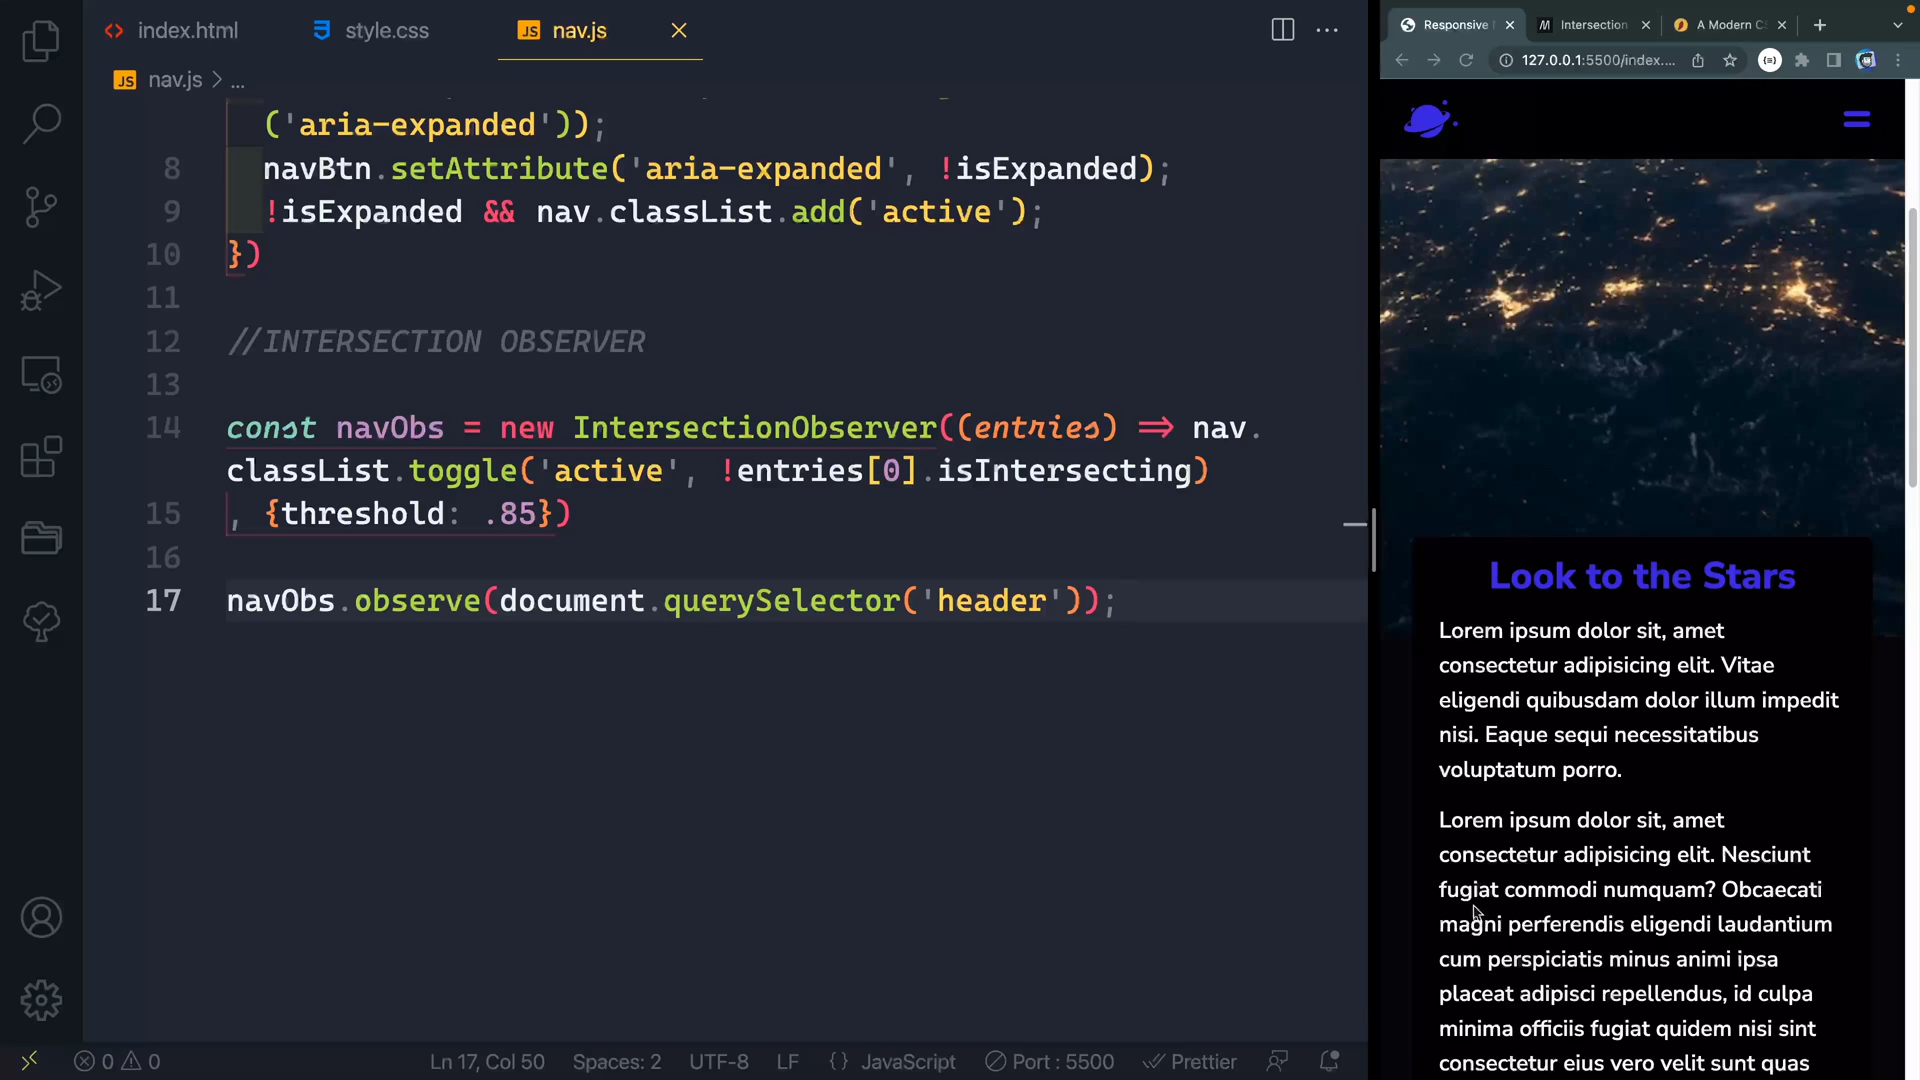 index.html
style.css
JS nav.js
JS nav.js > ...
('aria-expanded'));
8 navBtn.setAttribute('aria-expanded', !isExpanded);
9 !isExpanded && nav.classList.add('active');
10 })
11
12 //INTERSECTION OBSERVER
13
14 const navObs = new IntersectionObserver((entries) => nav.
classList.toggle('active', !entries[0].isIntersecting)
15 , {threshold: .85})
16
17 navObs.observe(document.querySelector('header'));
0 0
Ln 17, Col 50
Spaces: 2
UTF-8
LF
{} JavaScript
Port : 5500
Prettier
Responsive
Intersection
A Modern C
127.0.0.1:5500/index....
Look to the Stars
Lorem ipsum dolor sit, amet
consectetur adipisicing elit. Vitae
eligendi quibusdam dolor illum impedit
nisi. Eaque sequi necessitatibus
voluptatum porro.
Lorem ipsum dolor sit, amet
consectetur adipisicing elit. Nesciunt
fugiat commodi numquam? Obcaecati
magni perferendis eligendi laudantium
cum perspiciatis minus animi ipsa
placeat adipisci repellendus, id culpa
minima officiis fugiat quidem nisi sint
consectetur eius vero velit sunt quas